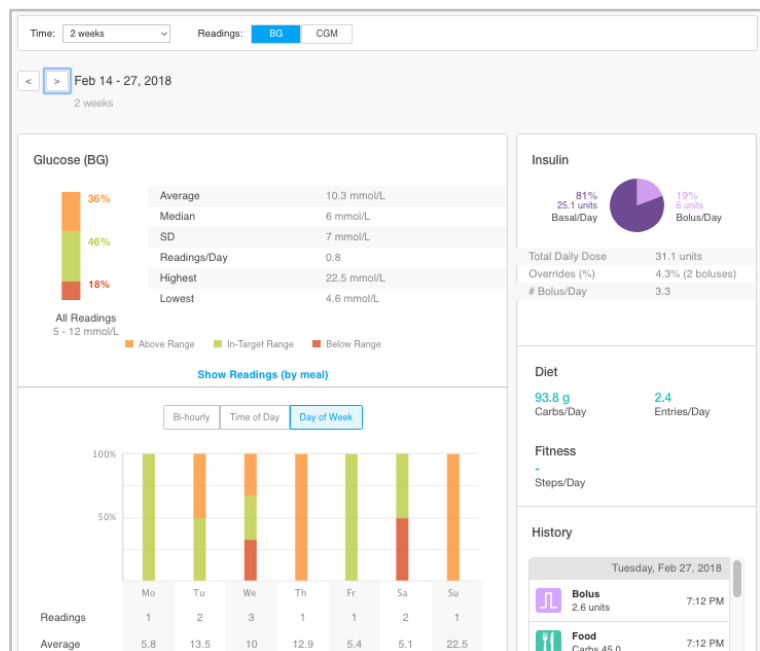 Time: 2 weeks Readings: BG CGM
< > Feb 14 - 27, 2018
2 weeks
Glucose (BG)
36%
46%
18%
All Readings
5 - 12 mmol/L
Average 10.3 mmol/L
Median 6 mmol/L
SD 7 mmol/L
Readings/Day 0.8
Highest 22.5 mmol/L
Lowest 4.6 mmol/L
Above Range In-Target Range Below Range
Show Readings (by meal)
Bi-hourly Time of Day Day of Week
100%
50%
Mo Tu We Th Fr Sa Su
Readings 1 2 3 1 1 2 1
Average 5.8 13.5 10 12.9 5.4 5.1 22.5
Insulin
81%
25.1 units
Basal/Day
19%
6 units
Bolus/Day
Total Daily Dose 31.1 units
Overrides (%) 4.3% (2 boluses)
# Bolus/Day 3.3
Diet
93.8 g 2.4
Carbs/Day Entries/Day
Fitness
-
Steps/Day
History
Tuesday, Feb 27, 2018
Bolus
2.6 units 7:12 PM
Food
Carbs 45.0 7:12 PM